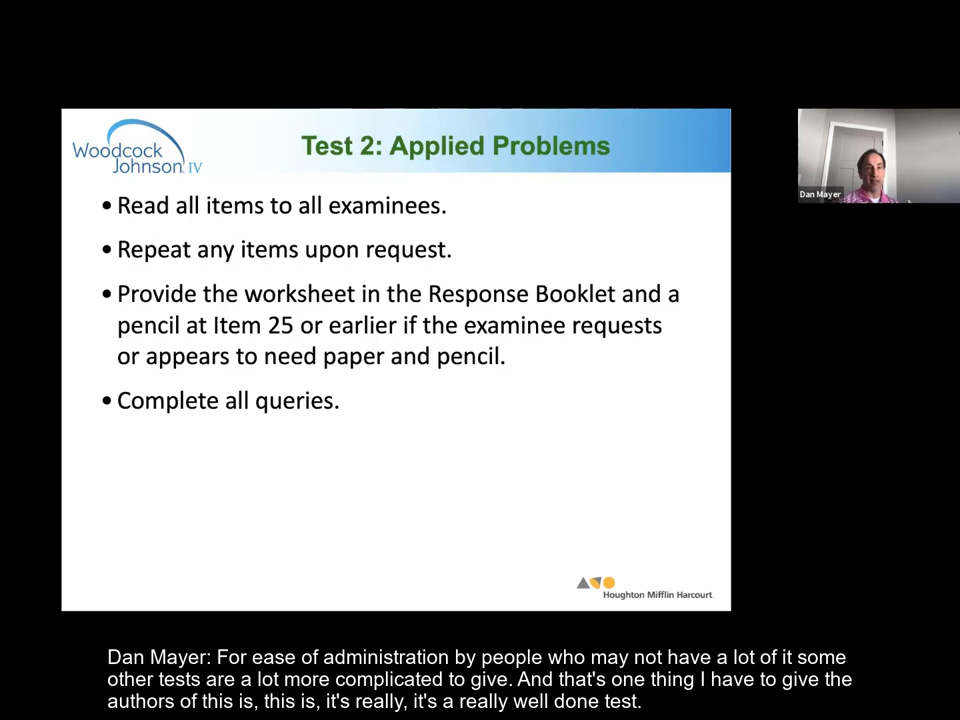 Woodcock
Johnson IV
Test 2: Applied Problems
• Read all items to all examinees.
• Repeat any items upon request.
• Provide the worksheet in the Response Booklet and a
pencil at Item 25 or earlier if the examinee requests
or appears to need paper and pencil.
• Complete all queries.
Houghton Mifflin Harcourt.
Dan Mayer
Dan Mayer: For ease of administration by people who may not have a lot of it some
other tests are a lot more complicated to give. And that's one thing I have to give the
authors of this is, this is, it's really, it's a really well done test.